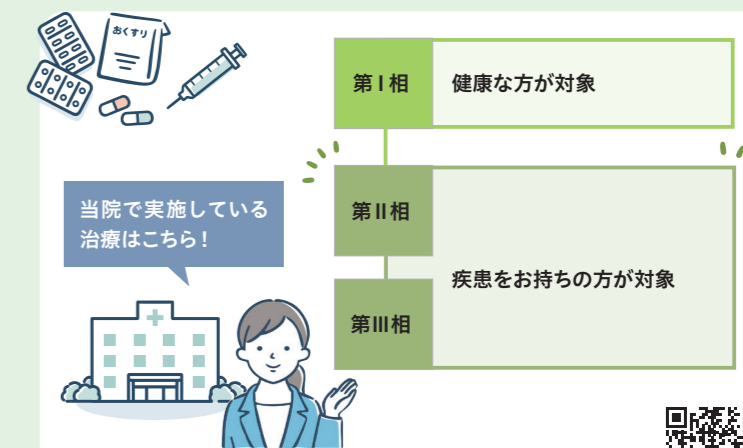 おくすり
第Ⅰ相
健康な方が対象
当院で実施している
治療はこちら！
第Ⅱ相
疾患をお持ちの方が対象
第Ⅲ相